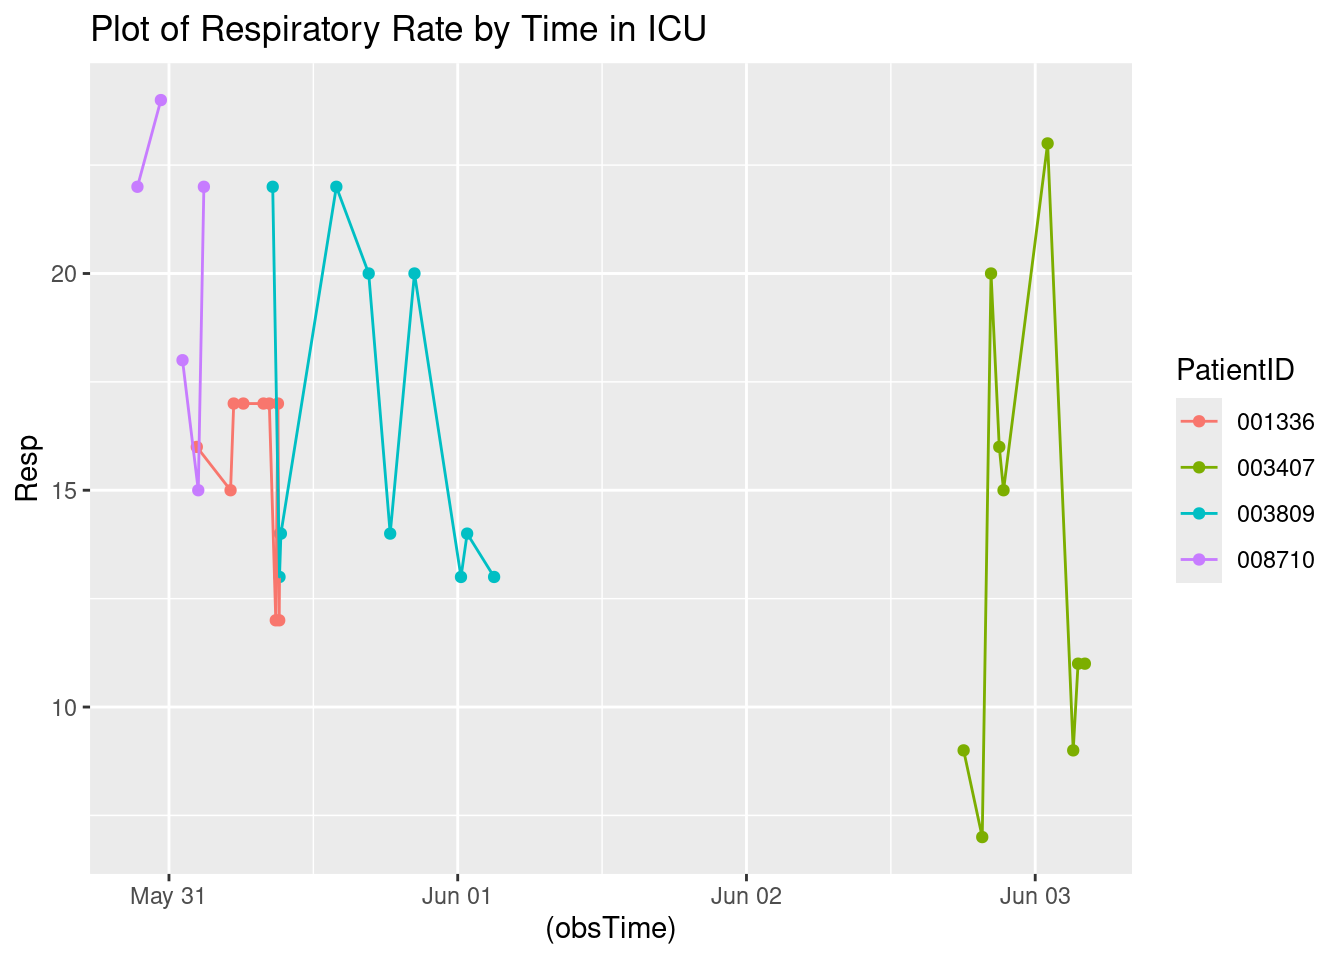 Plot of Respiratory Rate by Time in ICU
Resp
20
15
10
May 31
Jun 01
Jun 02
Jun 03
(obsTime)
PatientID
001336
003407
003809
008710